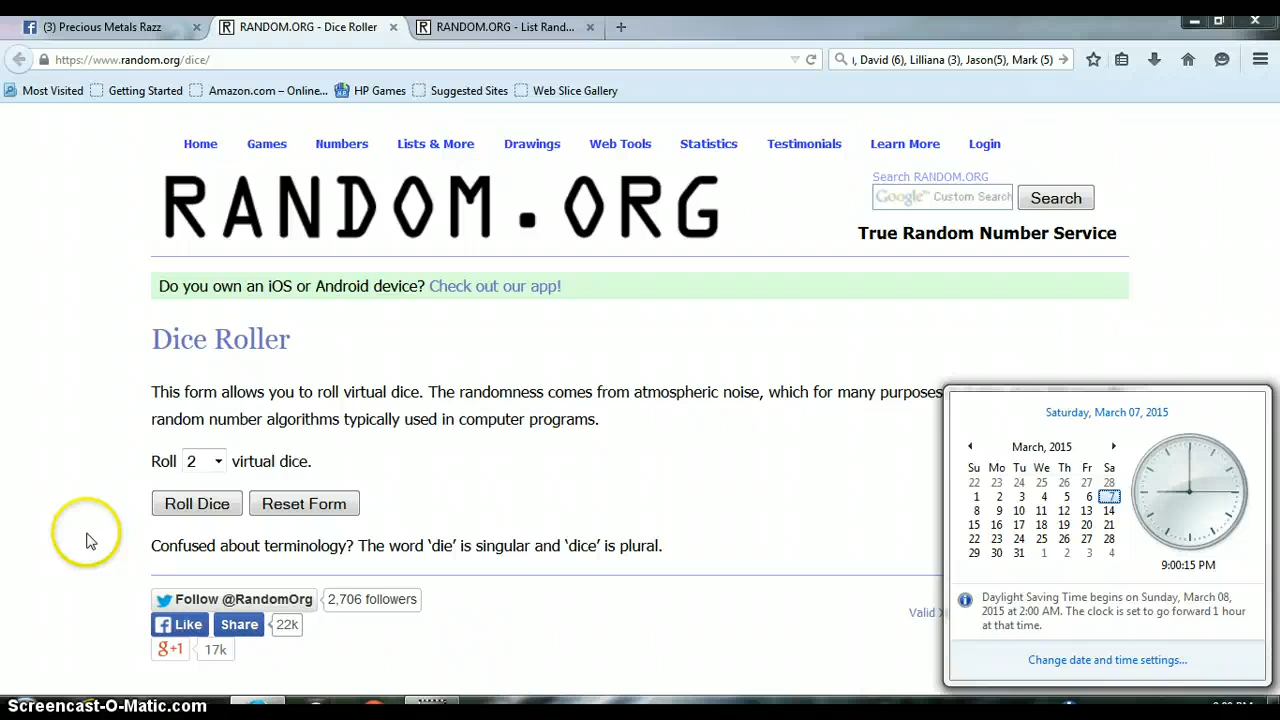 (3) Precious Metals Razz
RANDOM.ORG - Dice Roller
RANDOM.ORG - List Rand...
https://www.random.org/dice/
David (6), Lilliana (3), Jason(5), Mark (5)
Most Visited
Getting Started
Amazon.com – Online...
HP Games
Suggested Sites
Web Slice Gallery
Home Games Numbers Lists & More Drawings Web Tools Statistics Testimonials Learn More Login
RANDOM.ORG
Search RANDOM.ORG
Google™ Custom Search
Search
True Random Number Service
Do you own an iOS or Android device? Check out our app!
Dice Roller
This form allows you to roll virtual dice. The randomness comes from atmospheric noise, which for many purposes
random number algorithms typically used in computer programs.
Roll 2 virtual dice.
Roll Dice
Reset Form
Confused about terminology? The word ‘die’ is singular and ‘dice’ is plural.
Follow @RandomOrg
2,706 followers
Like
Share
22k
g+1
17k
Valid
Saturday, March 07, 2015
March, 2015
Su Mo Tu We Th Fr Sa
22 23 24 25 26 27 28
1 2 3 4 5 6 7
8 9 10 11 12 13 14
15 16 17 18 19 20 21
22 23 24 25 26 27 28
29 30 31 1 2 3 4
9:00:15 PM
Daylight Saving Time begins on Sunday, March 08,
2015 at 2:00 AM. The clock is set to go forward 1 hour
at that time.
Change date and time settings...
Screencast-O-Matic.com